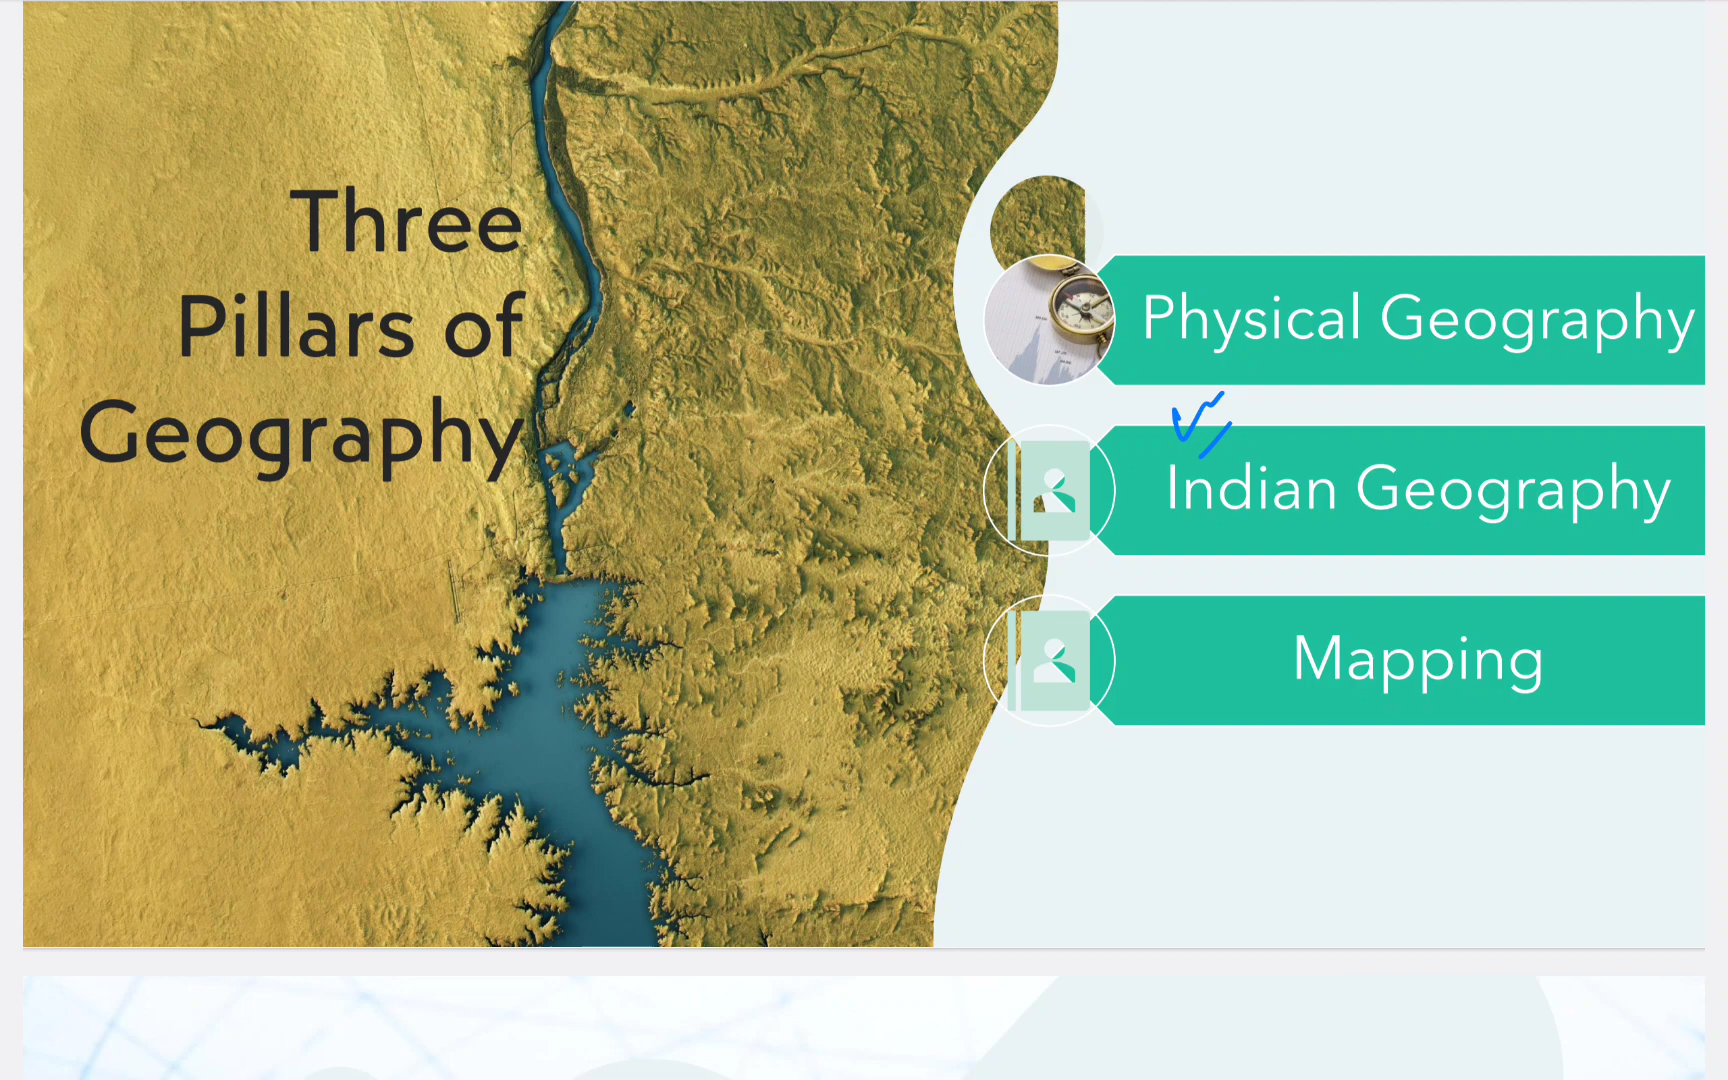 Three
Pillars of
Geography
Physical Geography
Indian Geography
Mapping